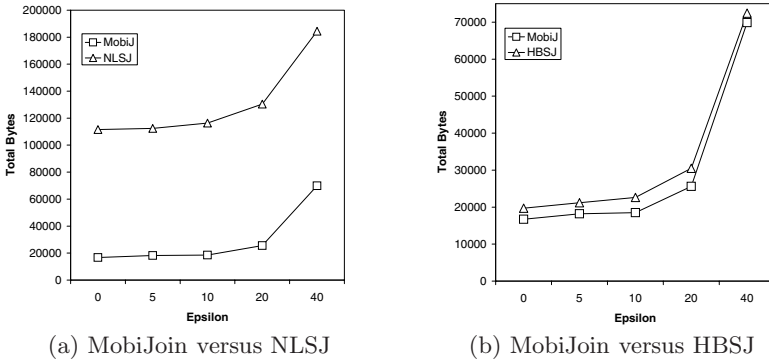 200000
180000
160000
140000
120000
100000
80000
60000
40000
20000
0
Total Bytes
MobiJ
NLSJ
0 5 10 20 40
Epsilon
(a) MobiJoin versus NLSJ
70000
60000
50000
40000
30000
20000
10000
0
Total Bytes
MobiJ
HBSJ
0 5 10 20 40
Epsilon
(b) MobiJoin versus HBSJ